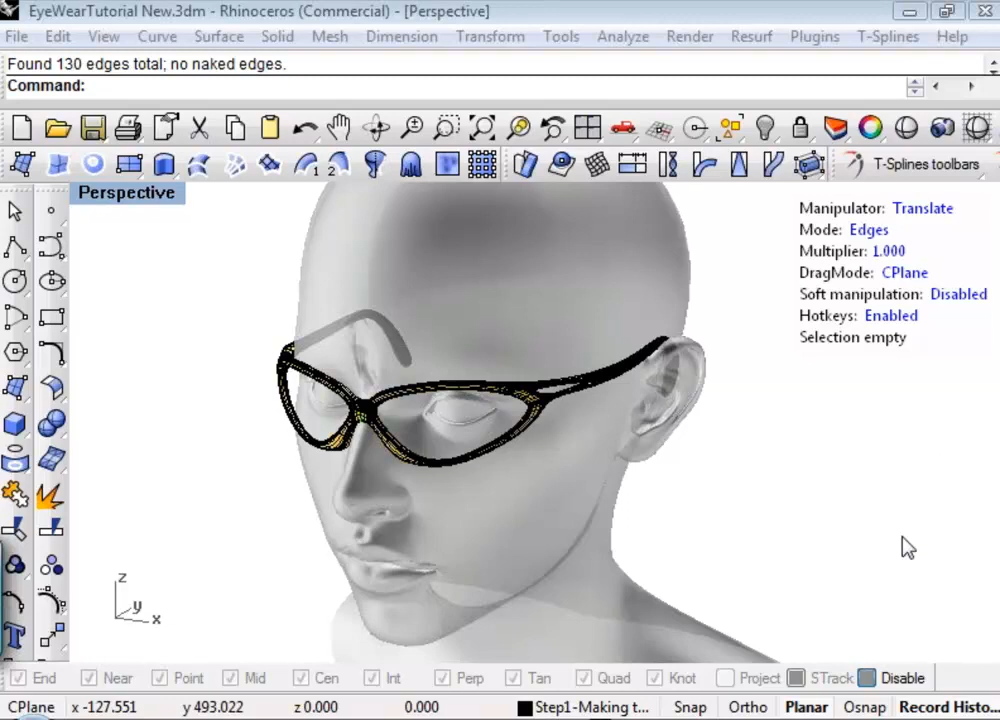 EyeWearTutorial New.3dm - Rhinoceros (Commercial) - [Perspective]
File Edit View Curve Surface Solid Mesh Dimension Transform Tools Analyze Render Resurf Plugins T-Splines Help
Found 130 edges total; no naked edges.
Command:
1 2 T-Splines toolbars
Perspective
Manipulator: Translate
Mode: Edges
Multiplier: 1.000
DragMode: CPlane
Soft manipulation: Disabled
Hotkeys: Enabled
Selection empty
z
y
x
T
End Near Point Mid Cen Int Perp Tan Quad Knot Project STrack Disable
CPlane x -127.551 y 493.022 z 0.000 0.000 Step1-Making t... Snap Ortho Planar Osnap Record Histo...